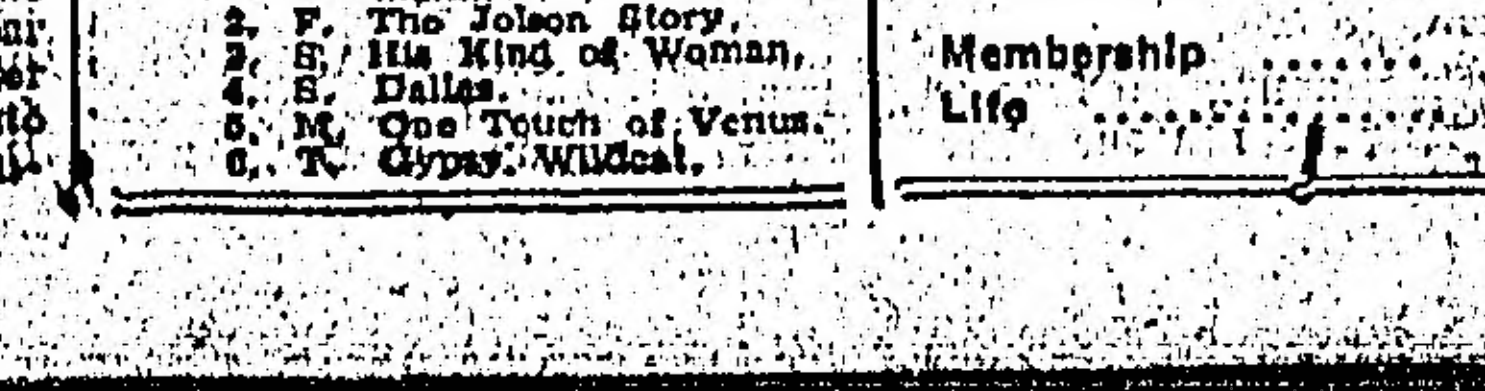 2. F. The Jolson Story.
3. S. His Kind of Woman.
4. S. Dallas.
5. M. One Touch of Venus.
6. T. Gypsy Wildcat.
Membership ........
Life ................